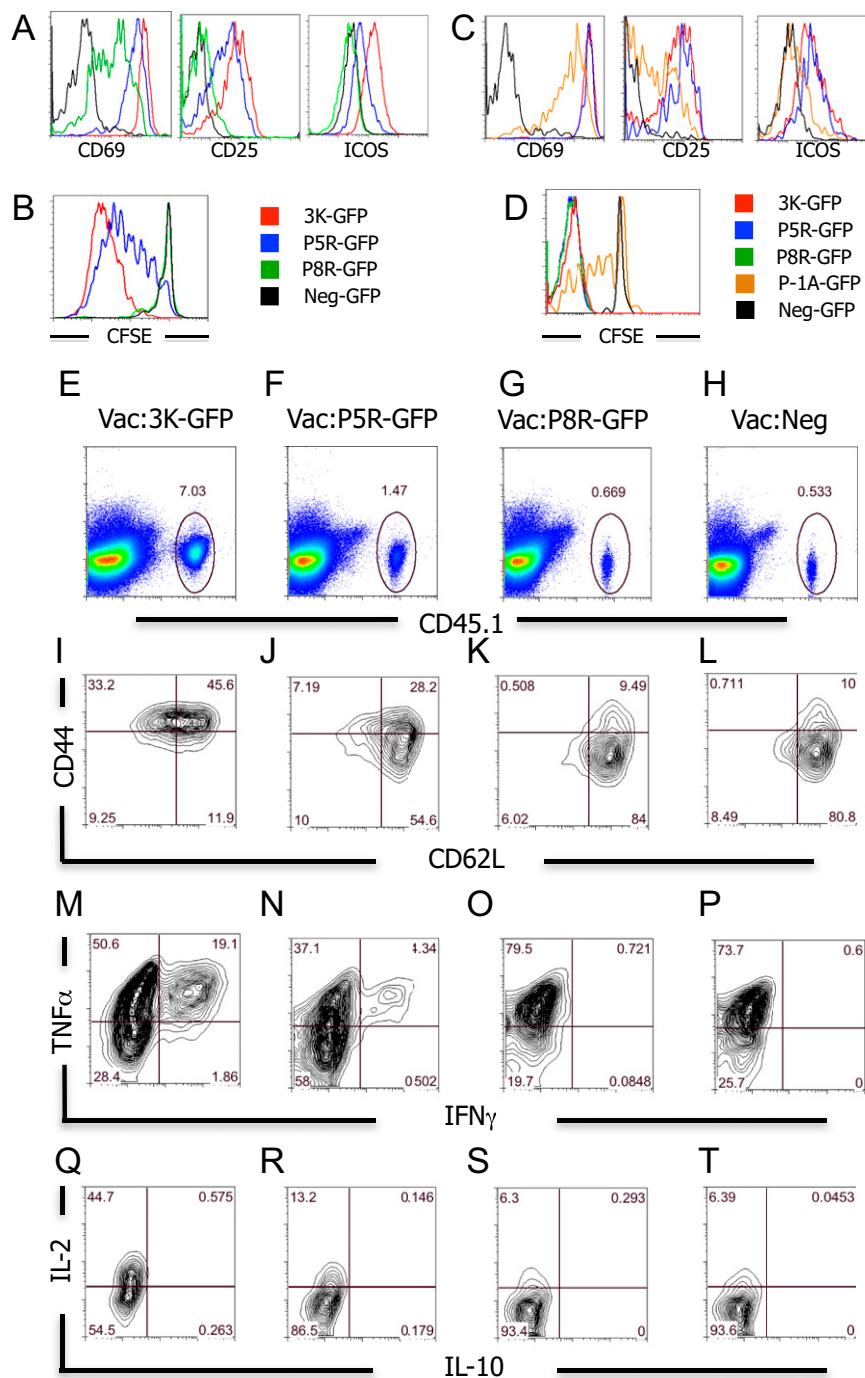 A
C
CD69
CD25
ICOS
CD69
CD25
ICOS
B
D
3K-GFP
P5R-GFP
P8R-GFP
Neg-GFP
3K-GFP
P5R-GFP
P8R-GFP
P-1A-GFP
Neg-GFP
CFSE
CFSE
E
F
G
H
Vac:3K-GFP
Vac:P5R-GFP
Vac:P8R-GFP
Vac:Neg
7.03
1.47
0.669
0.533
CD45.1
I
J
K
L
33.2
45.6
7.19
28.2
0.508
9.49
0.711
10
CD44
9.25
11.9
10
54.6
6.02
84
8.49
80.8
CD62L
M
N
O
P
50.6
19.1
37.1
4.34
79.5
0.721
73.7
0.6
TNFα
28.4
1.86
58
0.502
19.7
0.0848
25.7
0
IFNγ
Q
R
S
T
44.7
0.575
13.2
0.146
6.3
0.293
6.39
0.0453
IL-2
54.5
0.263
86.5
0.179
93.4
0
93.6
0
IL-10